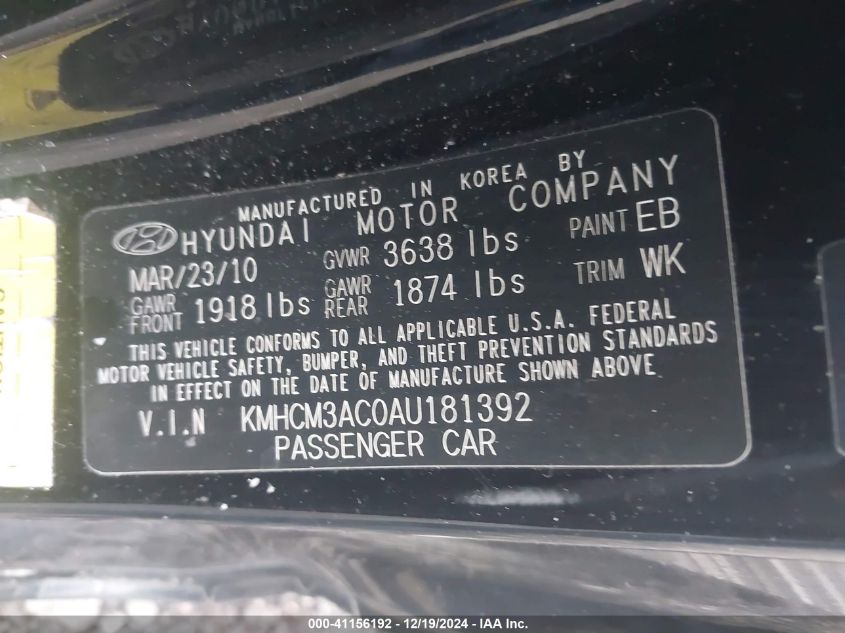 MANUFACTURED IN KOREA BY
HYUNDAI MOTOR COMPANY
MAR/23/10 GVWR 3638 lbs PAINT EB
GAWR FRONT 1918 lbs GAWR REAR 1874 lbs TRIM WK
THIS VEHICLE CONFORMS TO ALL APPLICABLE U.S.A. FEDERAL
MOTOR VEHICLE SAFETY, BUMPER, AND THEFT PREVENTION STANDARDS
IN EFFECT ON THE DATE OF MANUFACTURE SHOWN ABOVE
V.I.N KMHCM3AC0AU181392
PASSENGER CAR
000-41156192 - 12/19/2024 - IAA Inc.